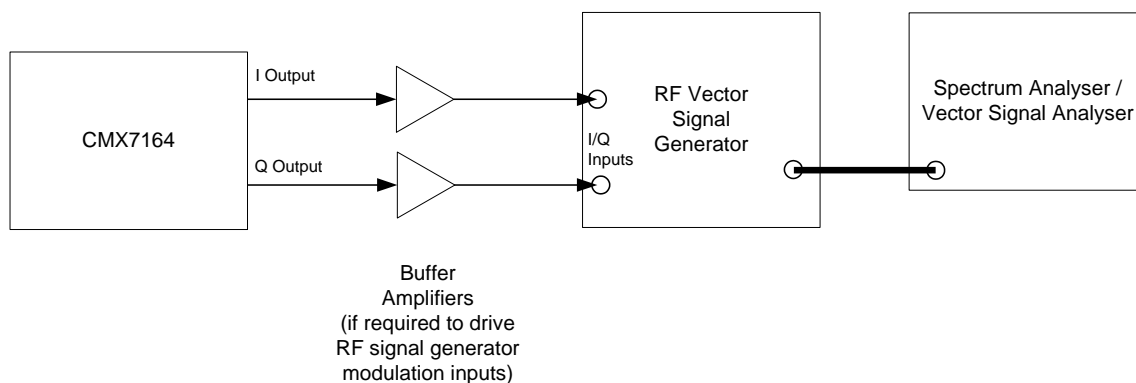 CMX7164
I Output
Q Output
I/Q
Inputs
RF Vector
Signal
Generator
Spectrum Analyser /
Vector Signal Analyser
Buffer
Amplifiers
(if required to drive
RF signal generator
modulation inputs)